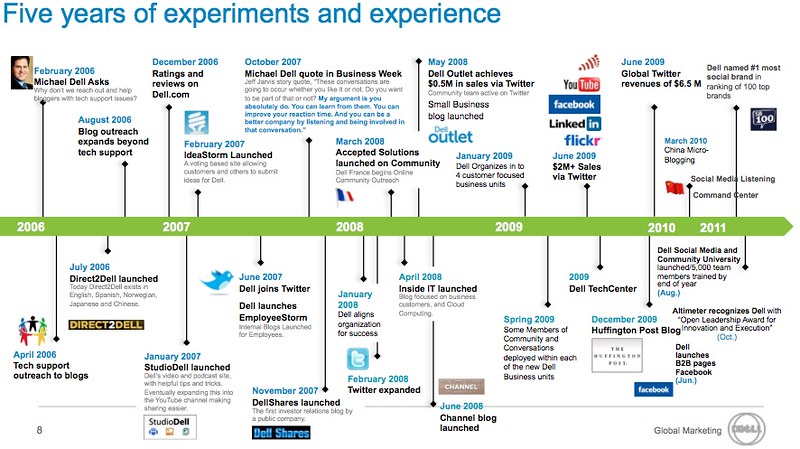 Five years of experiments and experience
February 2006
Michael Dell Asks
Why don't we reach out and help
bloggers with tech support issues?
August 2006
Blog outreach
expands beyond
tech support
December 2006
Ratings and
reviews on
Dell.com
February 2007
IdeaStorm Launched
A voting based site allowing
customers and others to submit
ideas for Dell.
October 2007
Michael Dell quote in Business Week
Jeff Jarvis story quote, "These conversations are
going to occur whether you like it or not. Do you want
to be part of that or not? My argument is you
absolutely do. You can learn from them. You can
improve your reaction time. And you can be a
better company by listening and being involved in
that conversation."
March 2008
Accepted Solutions
launched on Community
Dell France begins Online
Community Outreach
May 2008
Dell Outlet achieves
$0.5M in sales via Twitter
Community team active on Twitter
Small Business
blog launched
Dell
outlet
January 2009
Dell Organizes in to
4 customer focused
business units
You Tube
facebook
Linked in
flickr
June 2009
$2M+ Sales
via Twitter
June 2009
Global Twitter
revenues of $6.5 M
Dell named #1 most
social brand in
ranking of 100 top
brands
100
March 2010
China Micro-
Blogging
Social Media Listening
Command Center
2006
2007
2008
2009
2010
2011
July 2006
Direct2Dell launched
Today Direct2Dell exists in
English, Spanish, Norwegian,
Japanese and Chinese.
DIRECT2DELL
April 2006
Tech support
outreach to blogs
January 2007
StudioDell launched
Dell's video and podcast site,
with helpful tips and tricks.
Eventually expanding this into
the YouTube channel making
sharing easier.
StudioDell
June 2007
Dell joins Twitter
Dell launches
EmployeeStorm
Internal Blogs Launched
for Employees.
November 2007
DellShares launched
The first investor relations blog by
a public company.
Dell Shares
January
2008
Dell aligns
organization
for success
February 2008
Twitter expanded
April 2008
Inside IT launched
Blog focused on business
customers, and Cloud
Computing.
CHANNEL
June 2008
Channel blog
launched
Spring 2009
Some Members of
Community and
Conversations
deployed within each
of the new Dell
Business units
2009
Dell TechCenter
December 2009
Huffington Post Blog
THE
HUFFINGTON
POST.
facebook
Dell Social Media and
Community University
launched/5,000 team
members trained by
end of year
(Aug.)
Altimeter recognizes Dell with
"Open Leadership Award for
Innovation and Execution"
(Oct.)
Dell
launches
B2B pages
Facebook
(Jun.)
8
Global Marketing
DELL